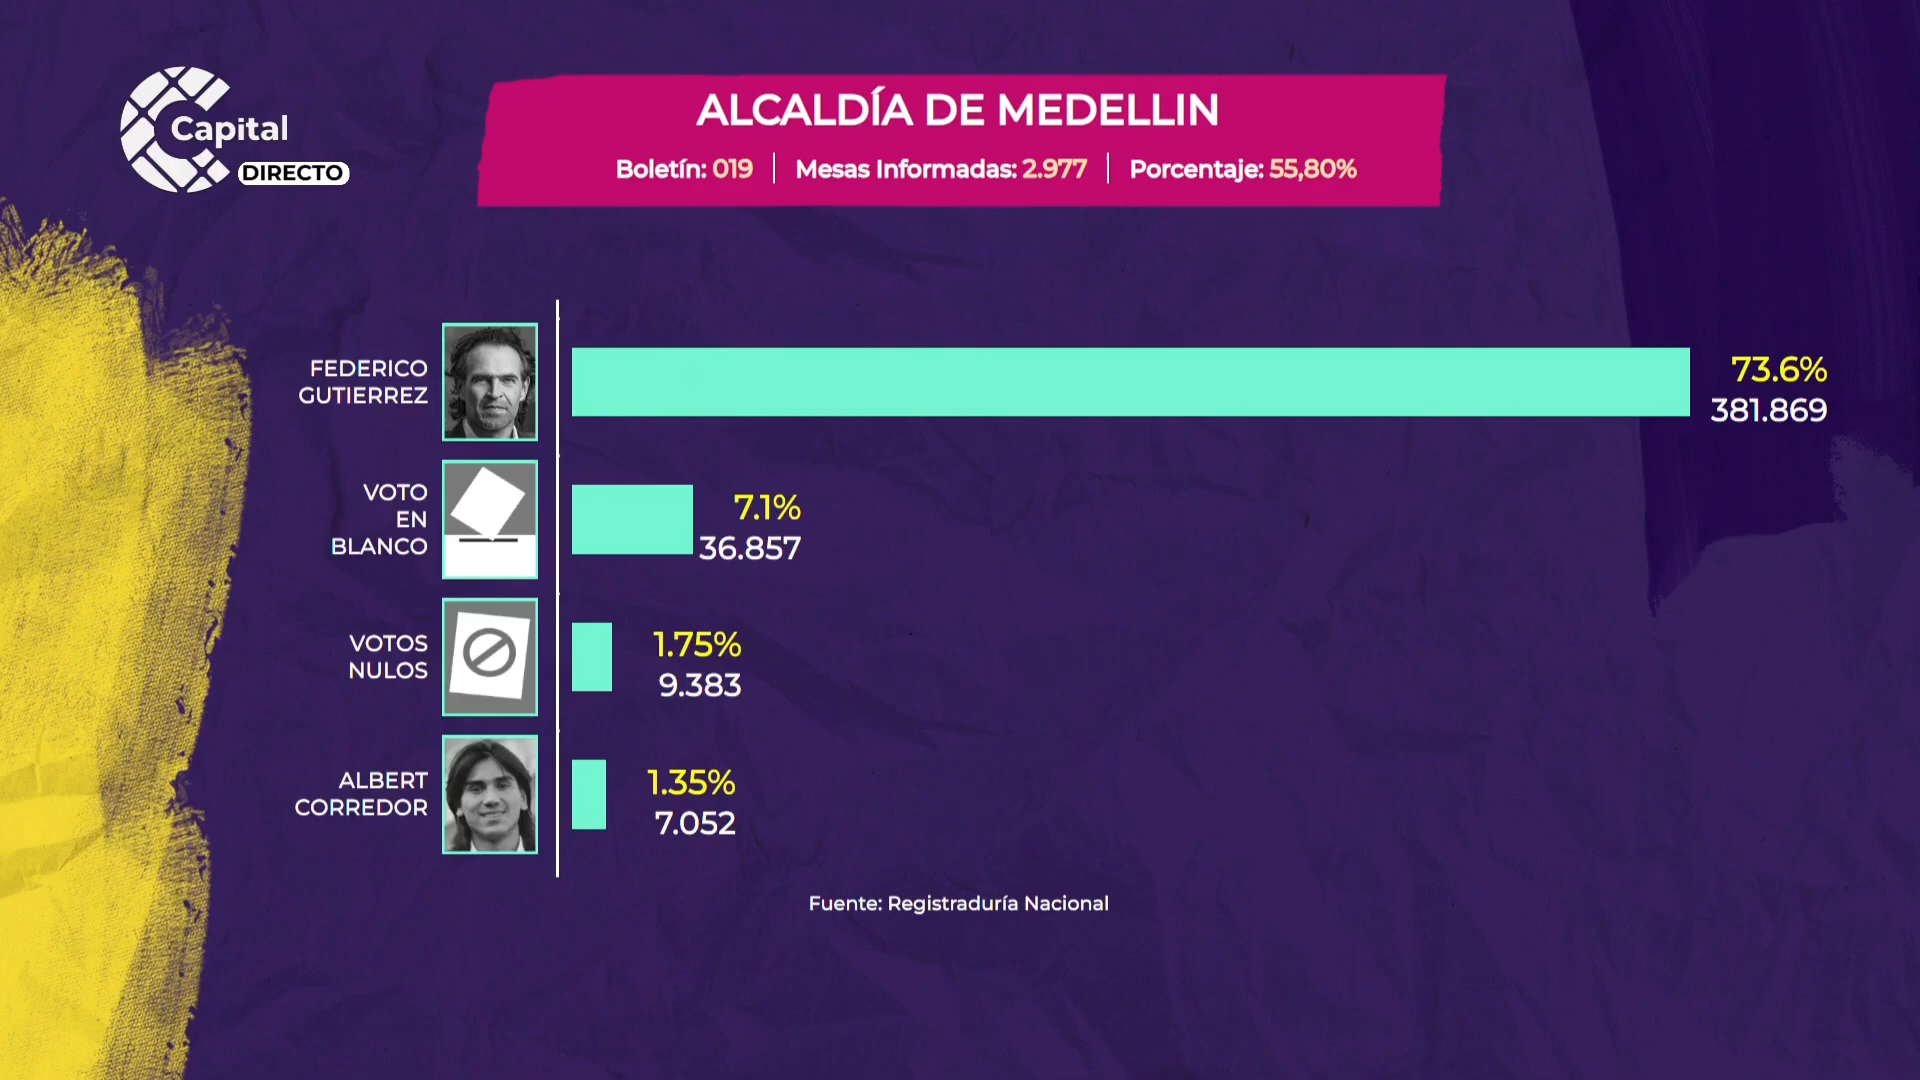 Capital
DIRECTO
ALCALDÍA DE MEDELLIN
Boletín: 019 | Mesas Informadas: 2.977 | Porcentaje: 55,80%
FEDERICO
GUTIERREZ
73.6%
381.869
VOTO
EN
BLANCO
7.1%
36.857
VOTOS
NULOS
1.75%
9.383
ALBERT
CORREDOR
1.35%
7.052
Fuente: Registraduría Nacional